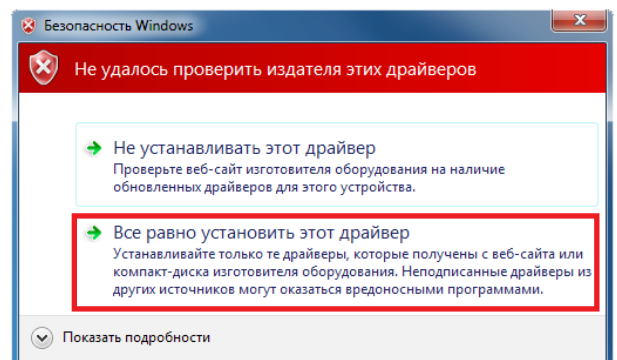 Безопасность Windows
Не удалось проверить издателя этих драйверов
Не устанавливать этот драйвер
Проверьте веб-сайт изготовителя оборудования на наличие
обновленных драйверов для этого устройства.
Все равно установить этот драйвер
Устанавливайте только те драйверы, которые получены с веб-сайта или
компакт-диска изготовителя оборудования. Неподписанные драйверы из
других источников могут оказаться вредоносными программами.
Показать подробности